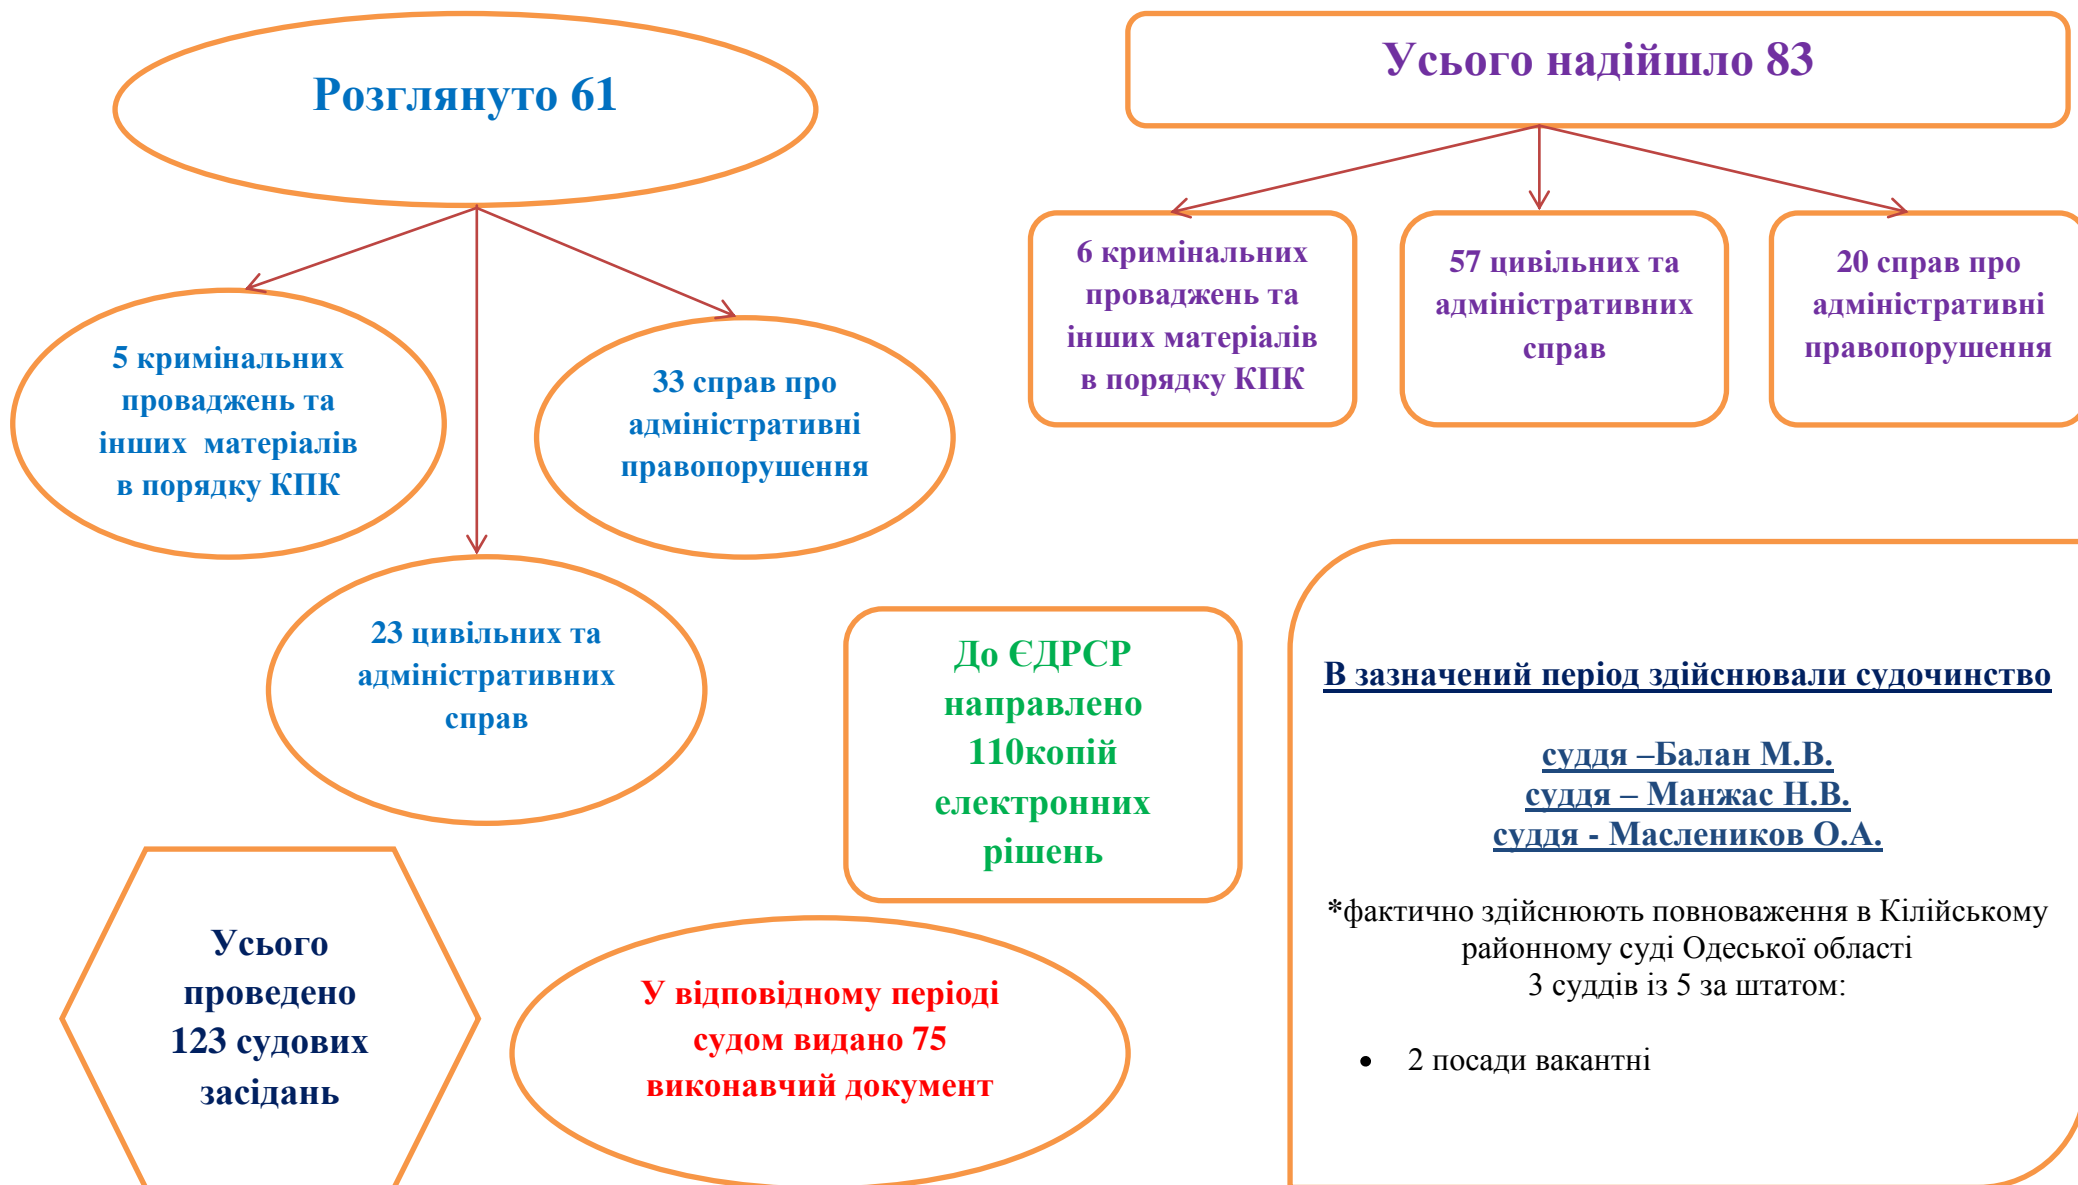 Розглянуто 61
Усього надійшло 83
6 кримінальних
проваджень та
інших матеріалів
в порядку КПК
57 цивільних та
адміністративних
справ
20 справ про
адміністративні
правопорушення
5 кримінальних
проваджень та
інших матеріалів
в порядку КПК
33 справ про
адміністративні
правопорушення
23 цивільних та
адміністративних
справ
До ЄДРСР
направлено
110копій
електронних
рішень
В зазначений період здійснювали судочинство
суддя –Балан М.В.
суддя – Манжас Н.В.
суддя - Маслеников О.А.
*фактично здійснюють повноваження в Кілійському
районному суді Одеської області
3 суддів із 5 за штатом:
• 2 посади вакантні
Усього
проведено
123 судових
засідань
У відповідному періоді
судом видано 75
виконавчий документ